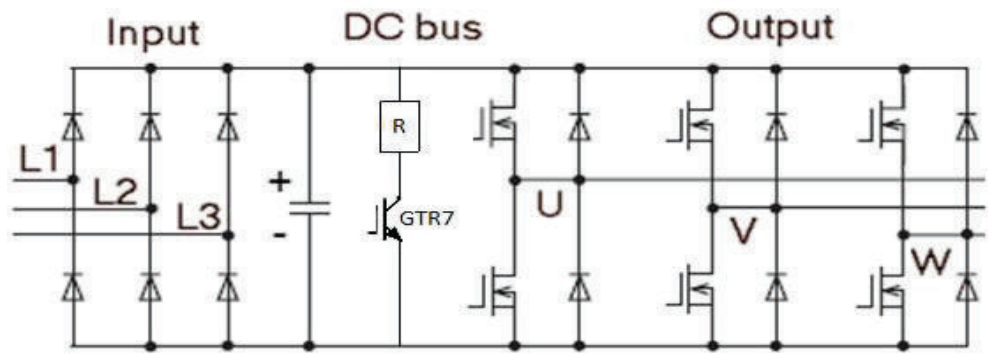 Input
DC bus
Output
L1
L2
L3
+
-
R
GTR7
U
V
W